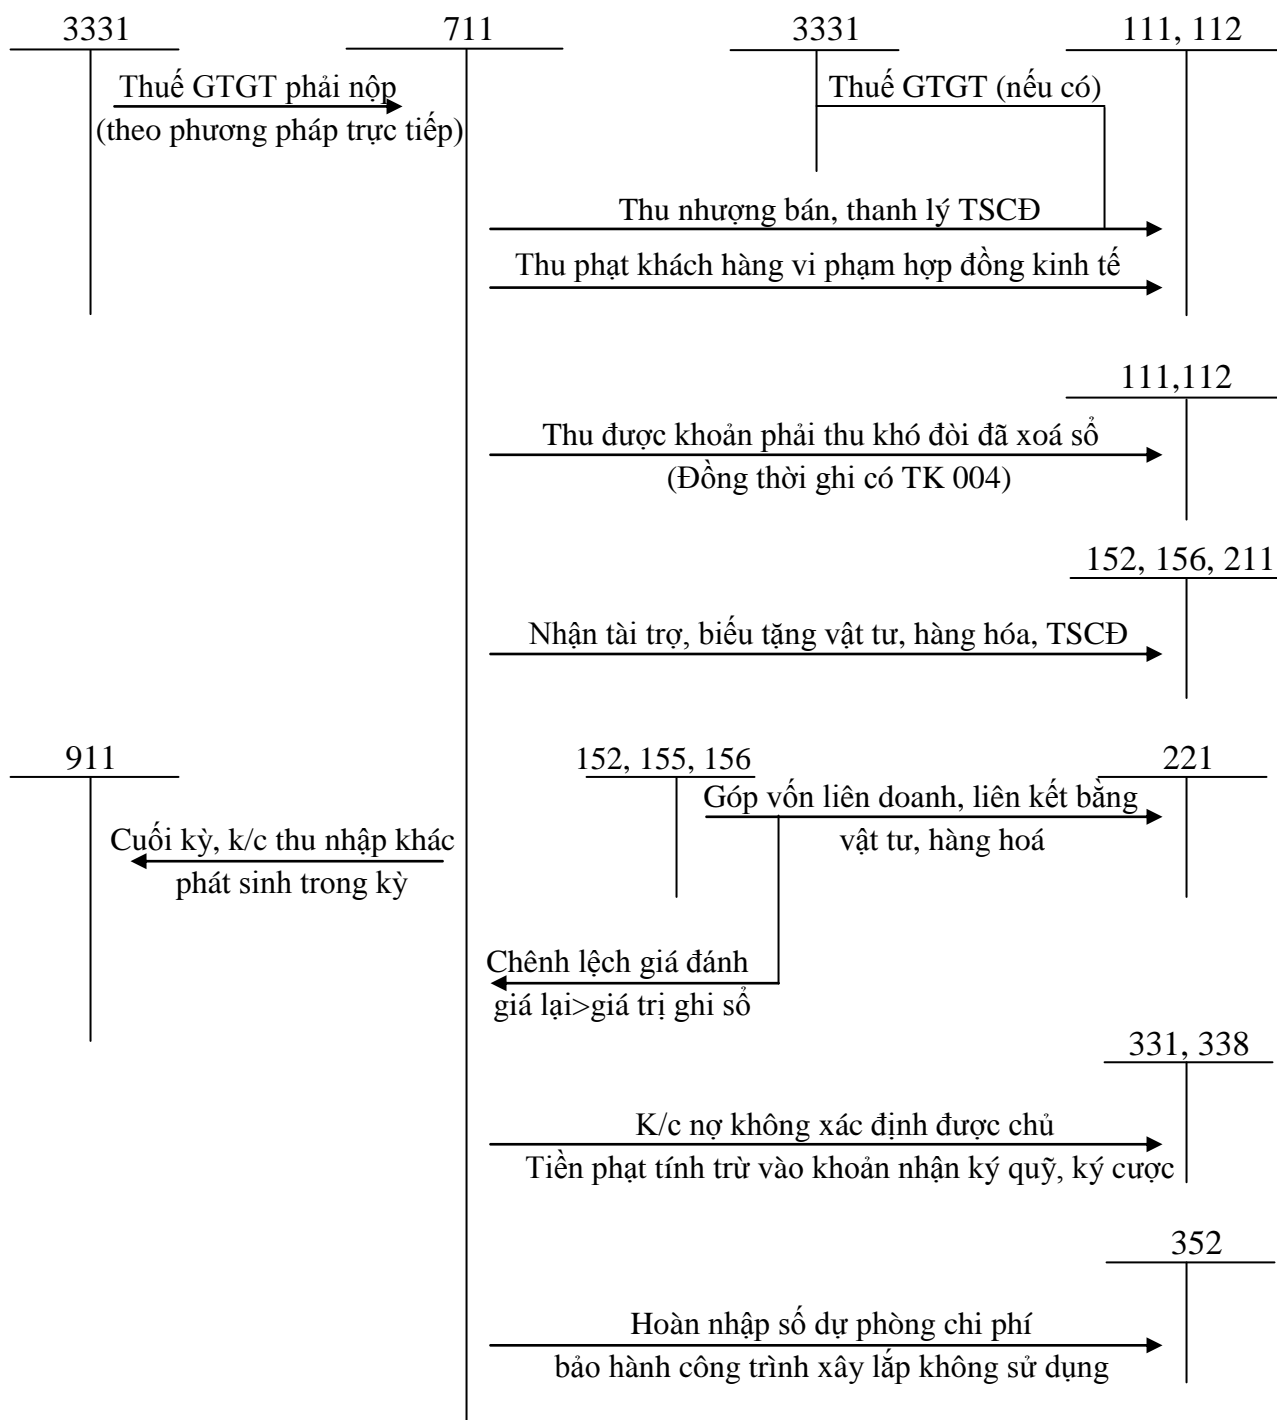 3331
711
3331
111, 112
Thuế GTGT phải nộp
(theo phương pháp trực tiếp)
Thuế GTGT (nếu có)
Thu nhượng bán, thanh lý TSCĐ
Thu phạt khách hàng vi phạm hợp đồng kinh tế
111,112
Thu được khoản phải thu khó đòi đã xoá sổ
(Đồng thời ghi có TK 004)
152, 156, 211
Nhận tài trợ, biếu tặng vật tư, hàng hóa, TSCĐ
911
152, 155, 156
221
Góp vốn liên doanh, liên kết bằng
vật tư, hàng hoá
Cuối kỳ, k/c thu nhập khác
phát sinh trong kỳ
Chênh lệch giá đánh
giá lại>giá trị ghi sổ
331, 338
K/c nợ không xác định được chủ
Tiền phạt tính trừ vào khoản nhận ký quỹ, ký cược
352
Hoàn nhập số dự phòng chi phí
bảo hành công trình xây lắp không sử dụng